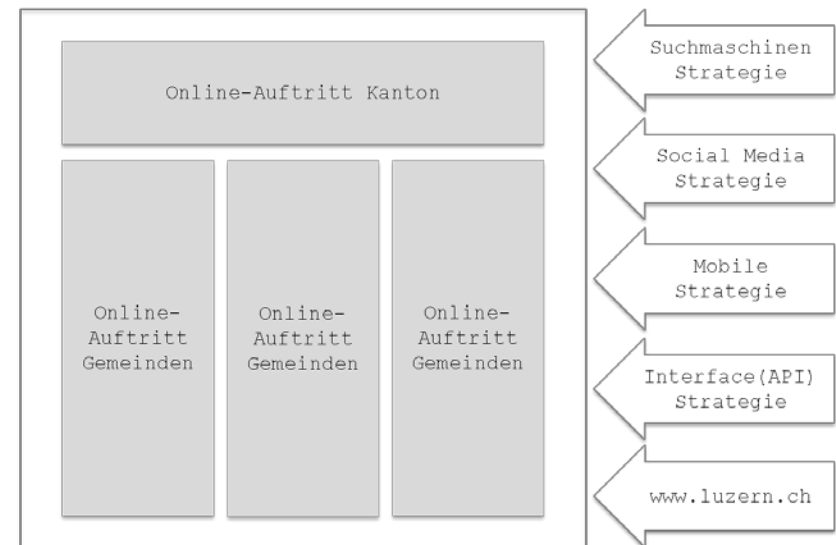 Online-Auftritt Kanton
Online-
Auftritt
Gemeinden
Online-
Auftritt
Gemeinden
Online-
Auftritt
Gemeinden
Suchmaschinen
Strategie
Social Media
Strategie
Mobile
Strategie
Interface(API)
Strategie
www.luzern.ch